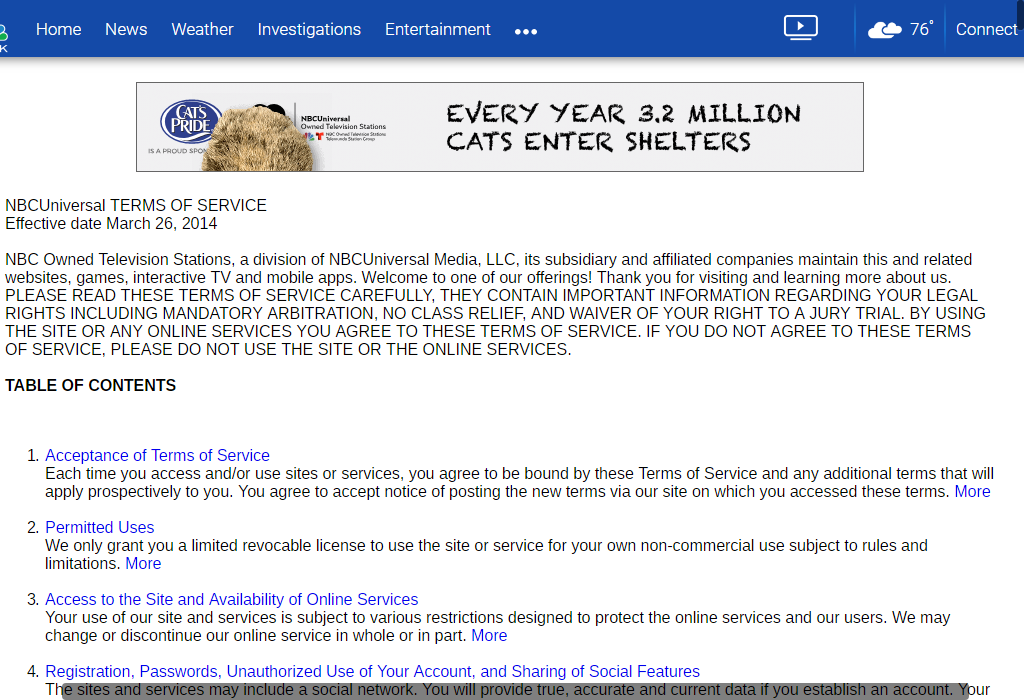 K
Home News Weather Investigations Entertainment
76°
Connect
CAT'S
PRIDE
IS A PROUD
NBCUniversal
Owned Television Stations
NBC Owned Television Stations
Telemundo Station Group
EVERY YEAR 3.2 MILLION
CATS ENTER SHELTERS
NBCUniversal TERMS OF SERVICE
Effective date March 26, 2014
NBC Owned Television Stations, a division of NBCUniversal Media, LLC, its subsidiary and affiliated companies maintain this and related
websites, games, interactive TV and mobile apps. Welcome to one of our offerings! Thank you for visiting and learning more about us.
PLEASE READ THESE TERMS OF SERVICE CAREFULLY, THEY CONTAIN IMPORTANT INFORMATION REGARDING YOUR LEGAL
RIGHTS INCLUDING MANDATORY ARBITRATION, NO CLASS RELIEF, AND WAIVER OF YOUR RIGHT TO A JURY TRIAL. BY USING
THE SITE OR ANY ONLINE SERVICES YOU AGREE TO THESE TERMS OF SERVICE. IF YOU DO NOT AGREE TO THESE TERMS
OF SERVICE, PLEASE DO NOT USE THE SITE OR THE ONLINE SERVICES.
TABLE OF CONTENTS
1. Acceptance of Terms of Service
Each time you access and/or use sites or services, you agree to be bound by these Terms of Service and any additional terms that will
apply prospectively to you. You agree to accept notice of posting the new terms via our site on which you accessed these terms. More
2. Permitted Uses
We only grant you a limited revocable license to use the site or service for your own non-commercial use subject to rules and
limitations. More
3. Access to the Site and Availability of Online Services
Your use of our site and services is subject to various restrictions designed to protect the online services and our users. We may
change or discontinue our online service in whole or in part. More
4. Registration, Passwords, Unauthorized Use of Your Account, and Sharing of Social Features
The sites and services may include a social network. You will provide true, accurate and current data if you establish an account. Your